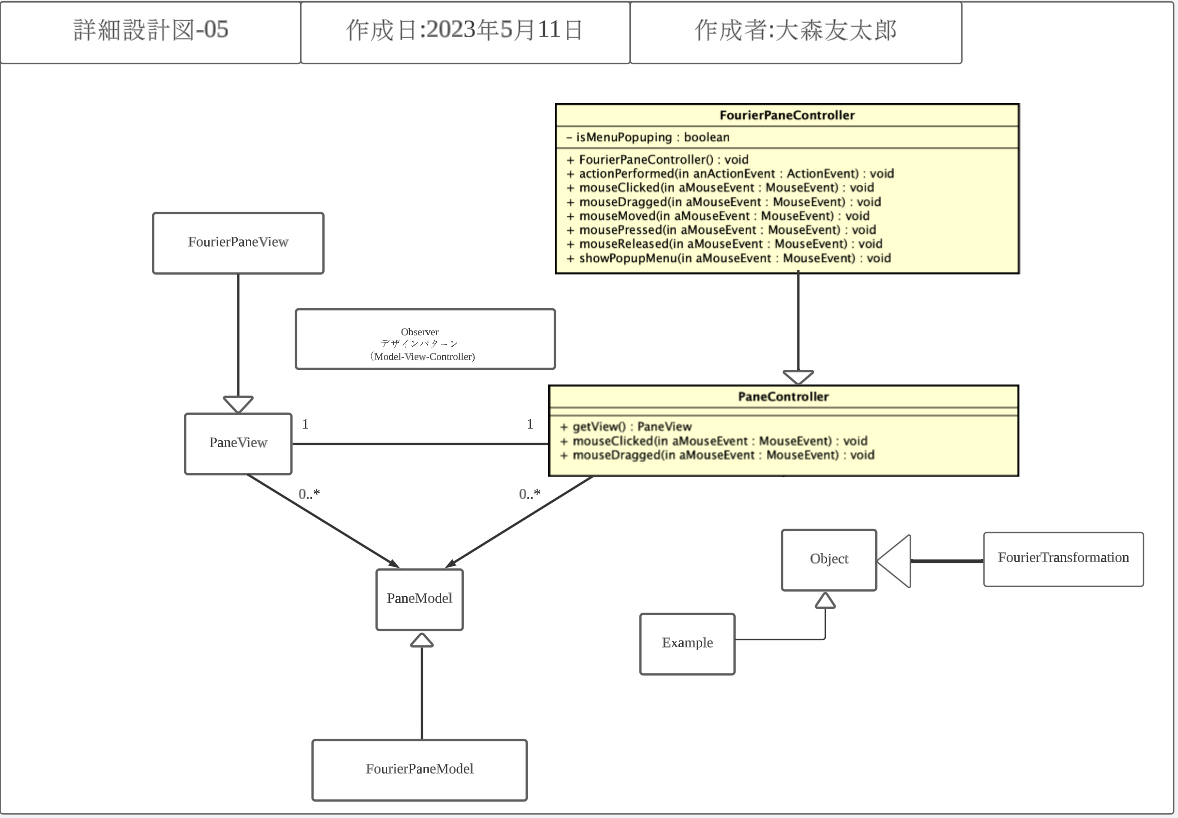 詳細設計図-05
作成日:2023年5月11日
作成者:大森友太郎
FourierPaneController
- isMenuPopuping : boolean
+ FourierPaneController() : void
+ actionPerformed(in anActionEvent : ActionEvent) : void
+ mouseClicked(in aMouseEvent : MouseEvent) : void
+ mouseDragged(in aMouseEvent : MouseEvent) : void
+ mouseMoved(in aMouseEvent : MouseEvent) : void
+ mousePressed(in aMouseEvent : MouseEvent) : void
+ mouseReleased(in aMouseEvent : MouseEvent) : void
+ showPopupMenu(in aMouseEvent : MouseEvent) : void
FourierPaneView
Observer
デザインパターン
(Model-View-Controller)
PaneView
1
1
PaneController
+ getView() : PaneView
+ mouseClicked(in aMouseEvent : MouseEvent) : void
+ mouseDragged(in aMouseEvent : MouseEvent) : void
0..*
0..*
PaneModel
Object
FourierTransformation
Example
FourierPaneModel